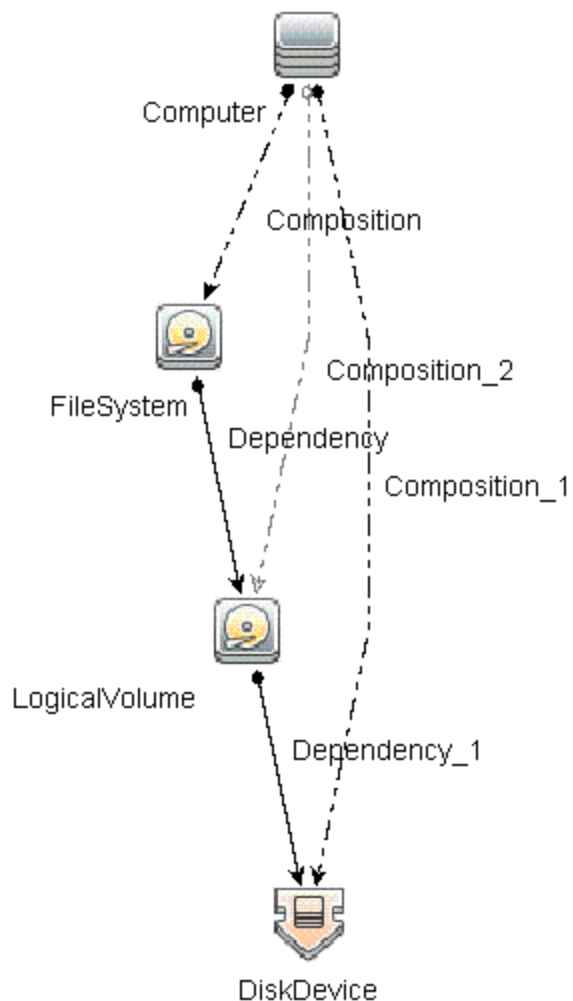 Computer
Composition
Composition_2
FileSystem
Dependency
Composition_1
LogicalVolume
Dependency_1
DiskDevice